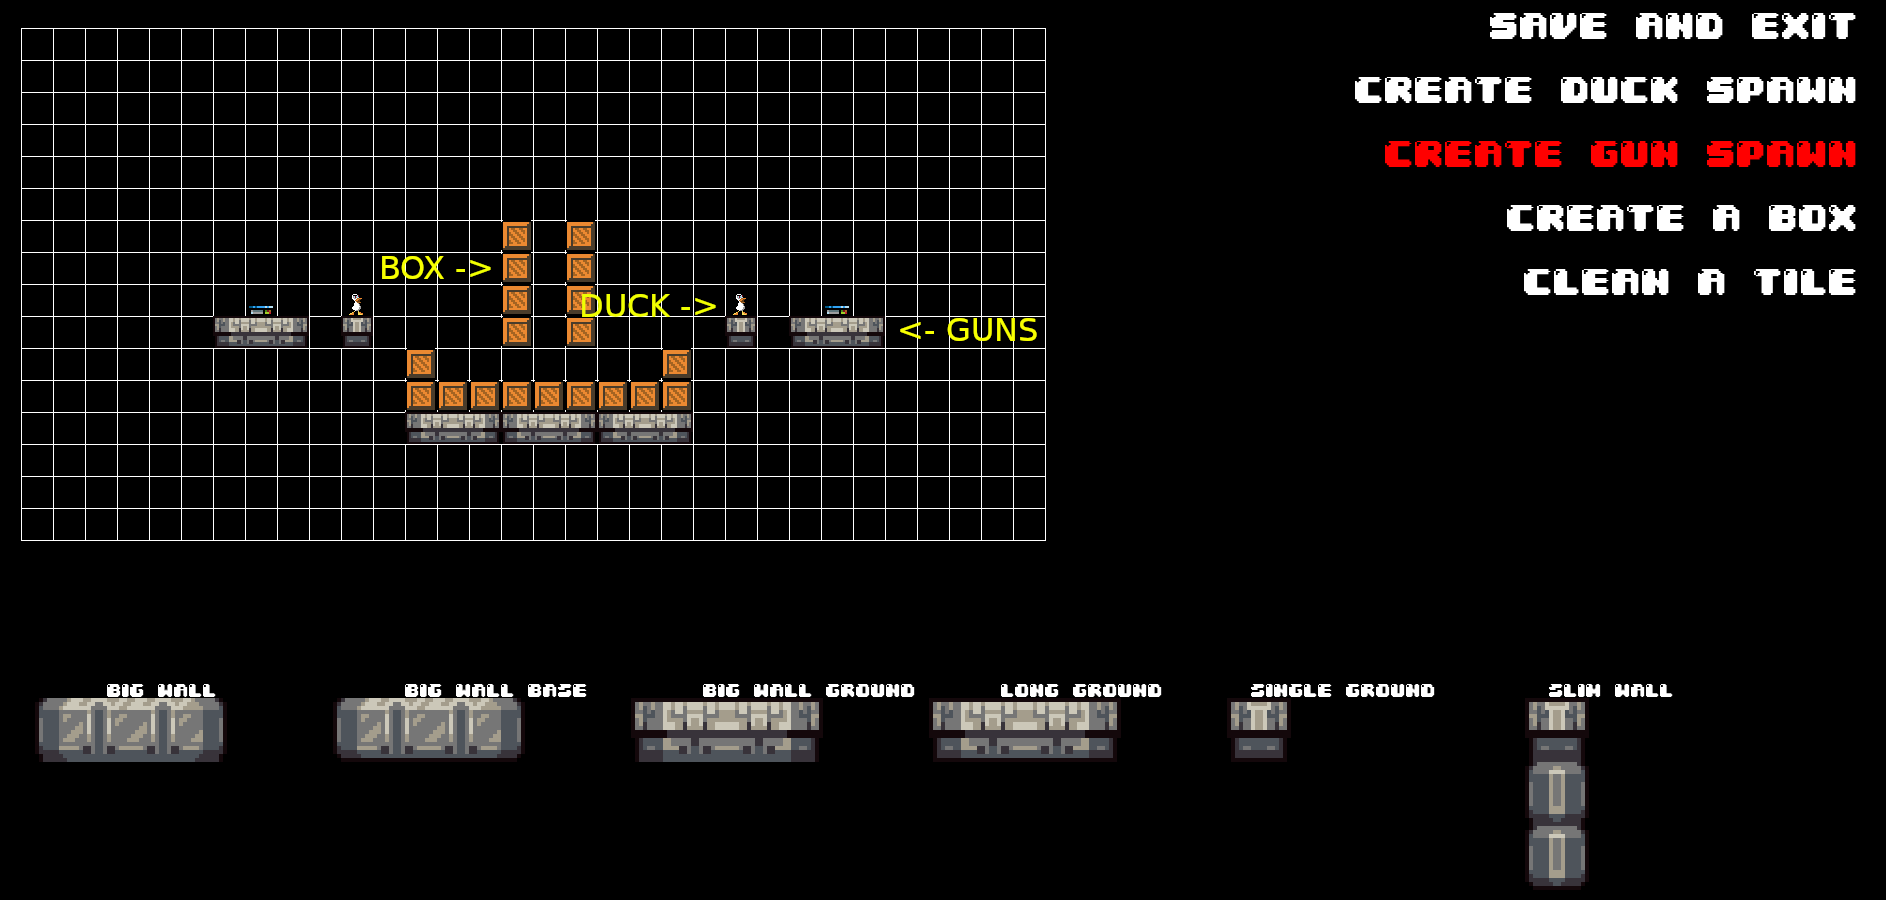 SAVE AND EXIT
CREATE DUCK SPAWN
CREATE GUN SPAWN
CREATE A BOX
CLEAN A TILE
BOX ->
DUCK ->
<- GUNS
BIG WALL
BIG WALL BASE
BIG WALL GROUND
LONG GROUND
SINGLE GROUND
SLIM WALL